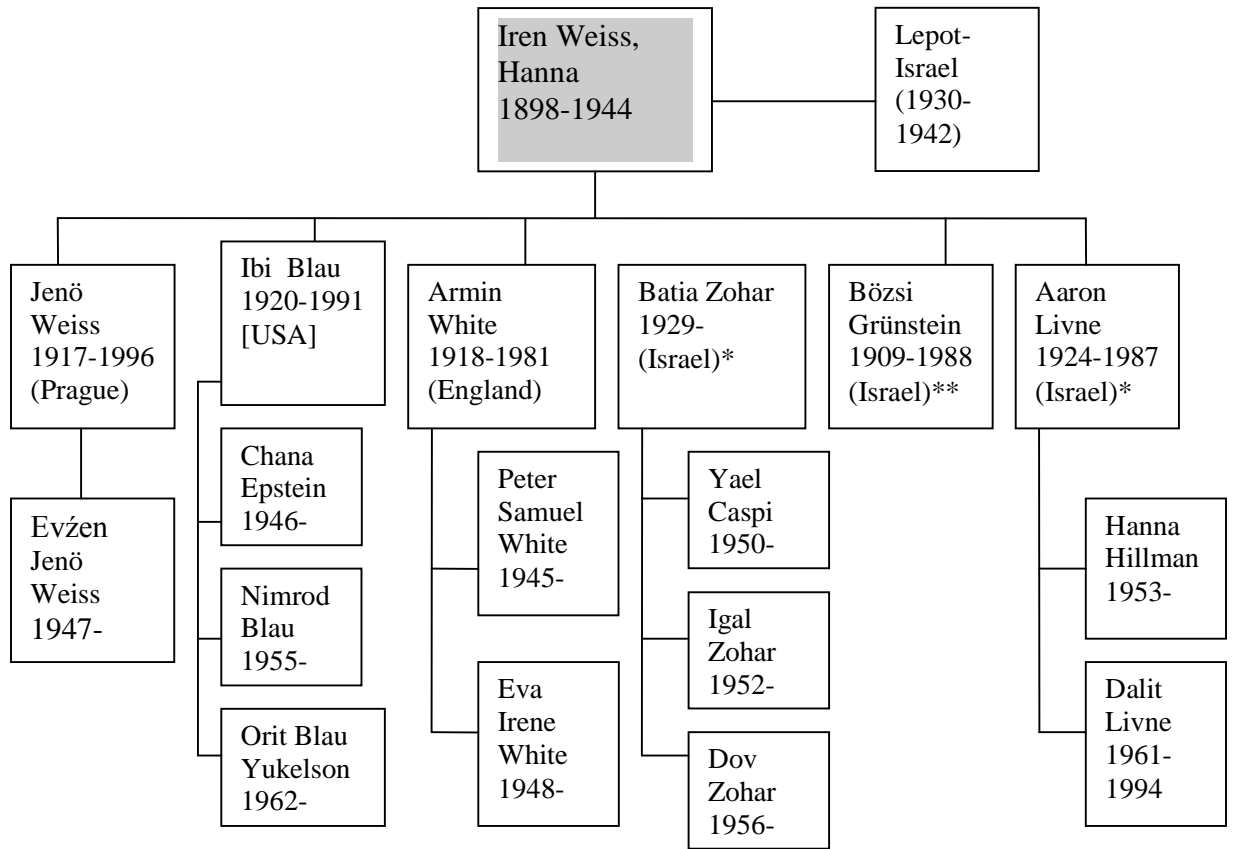 Iren Weiss,
Hanna
1898-1944
Lepot-
Israel
(1930-
1942)
Jenö
Weiss
1917-1996
(Prague)
Ibi Blau
1920-1991
[USA]
Armin
White
1918-1981
(England)
Batia Zohar
1929-
(Israel)*
Bözsi
Grünstein
1909-1988
(Israel)**
Aaron
Livne
1924-1987
(Israel)*
Evźen
Jenö
Weiss
1947-
Chana
Epstein
1946-
Nimrod
Blau
1955-
Orit Blau
Yukelson
1962-
Peter
Samuel
White
1945-
Eva
Irene
White
1948-
Yael
Caspi
1950-
Igal
Zohar
1952-
Dov
Zohar
1956-
Hanna
Hillman
1953-
Dalit
Livne
1961-
1994